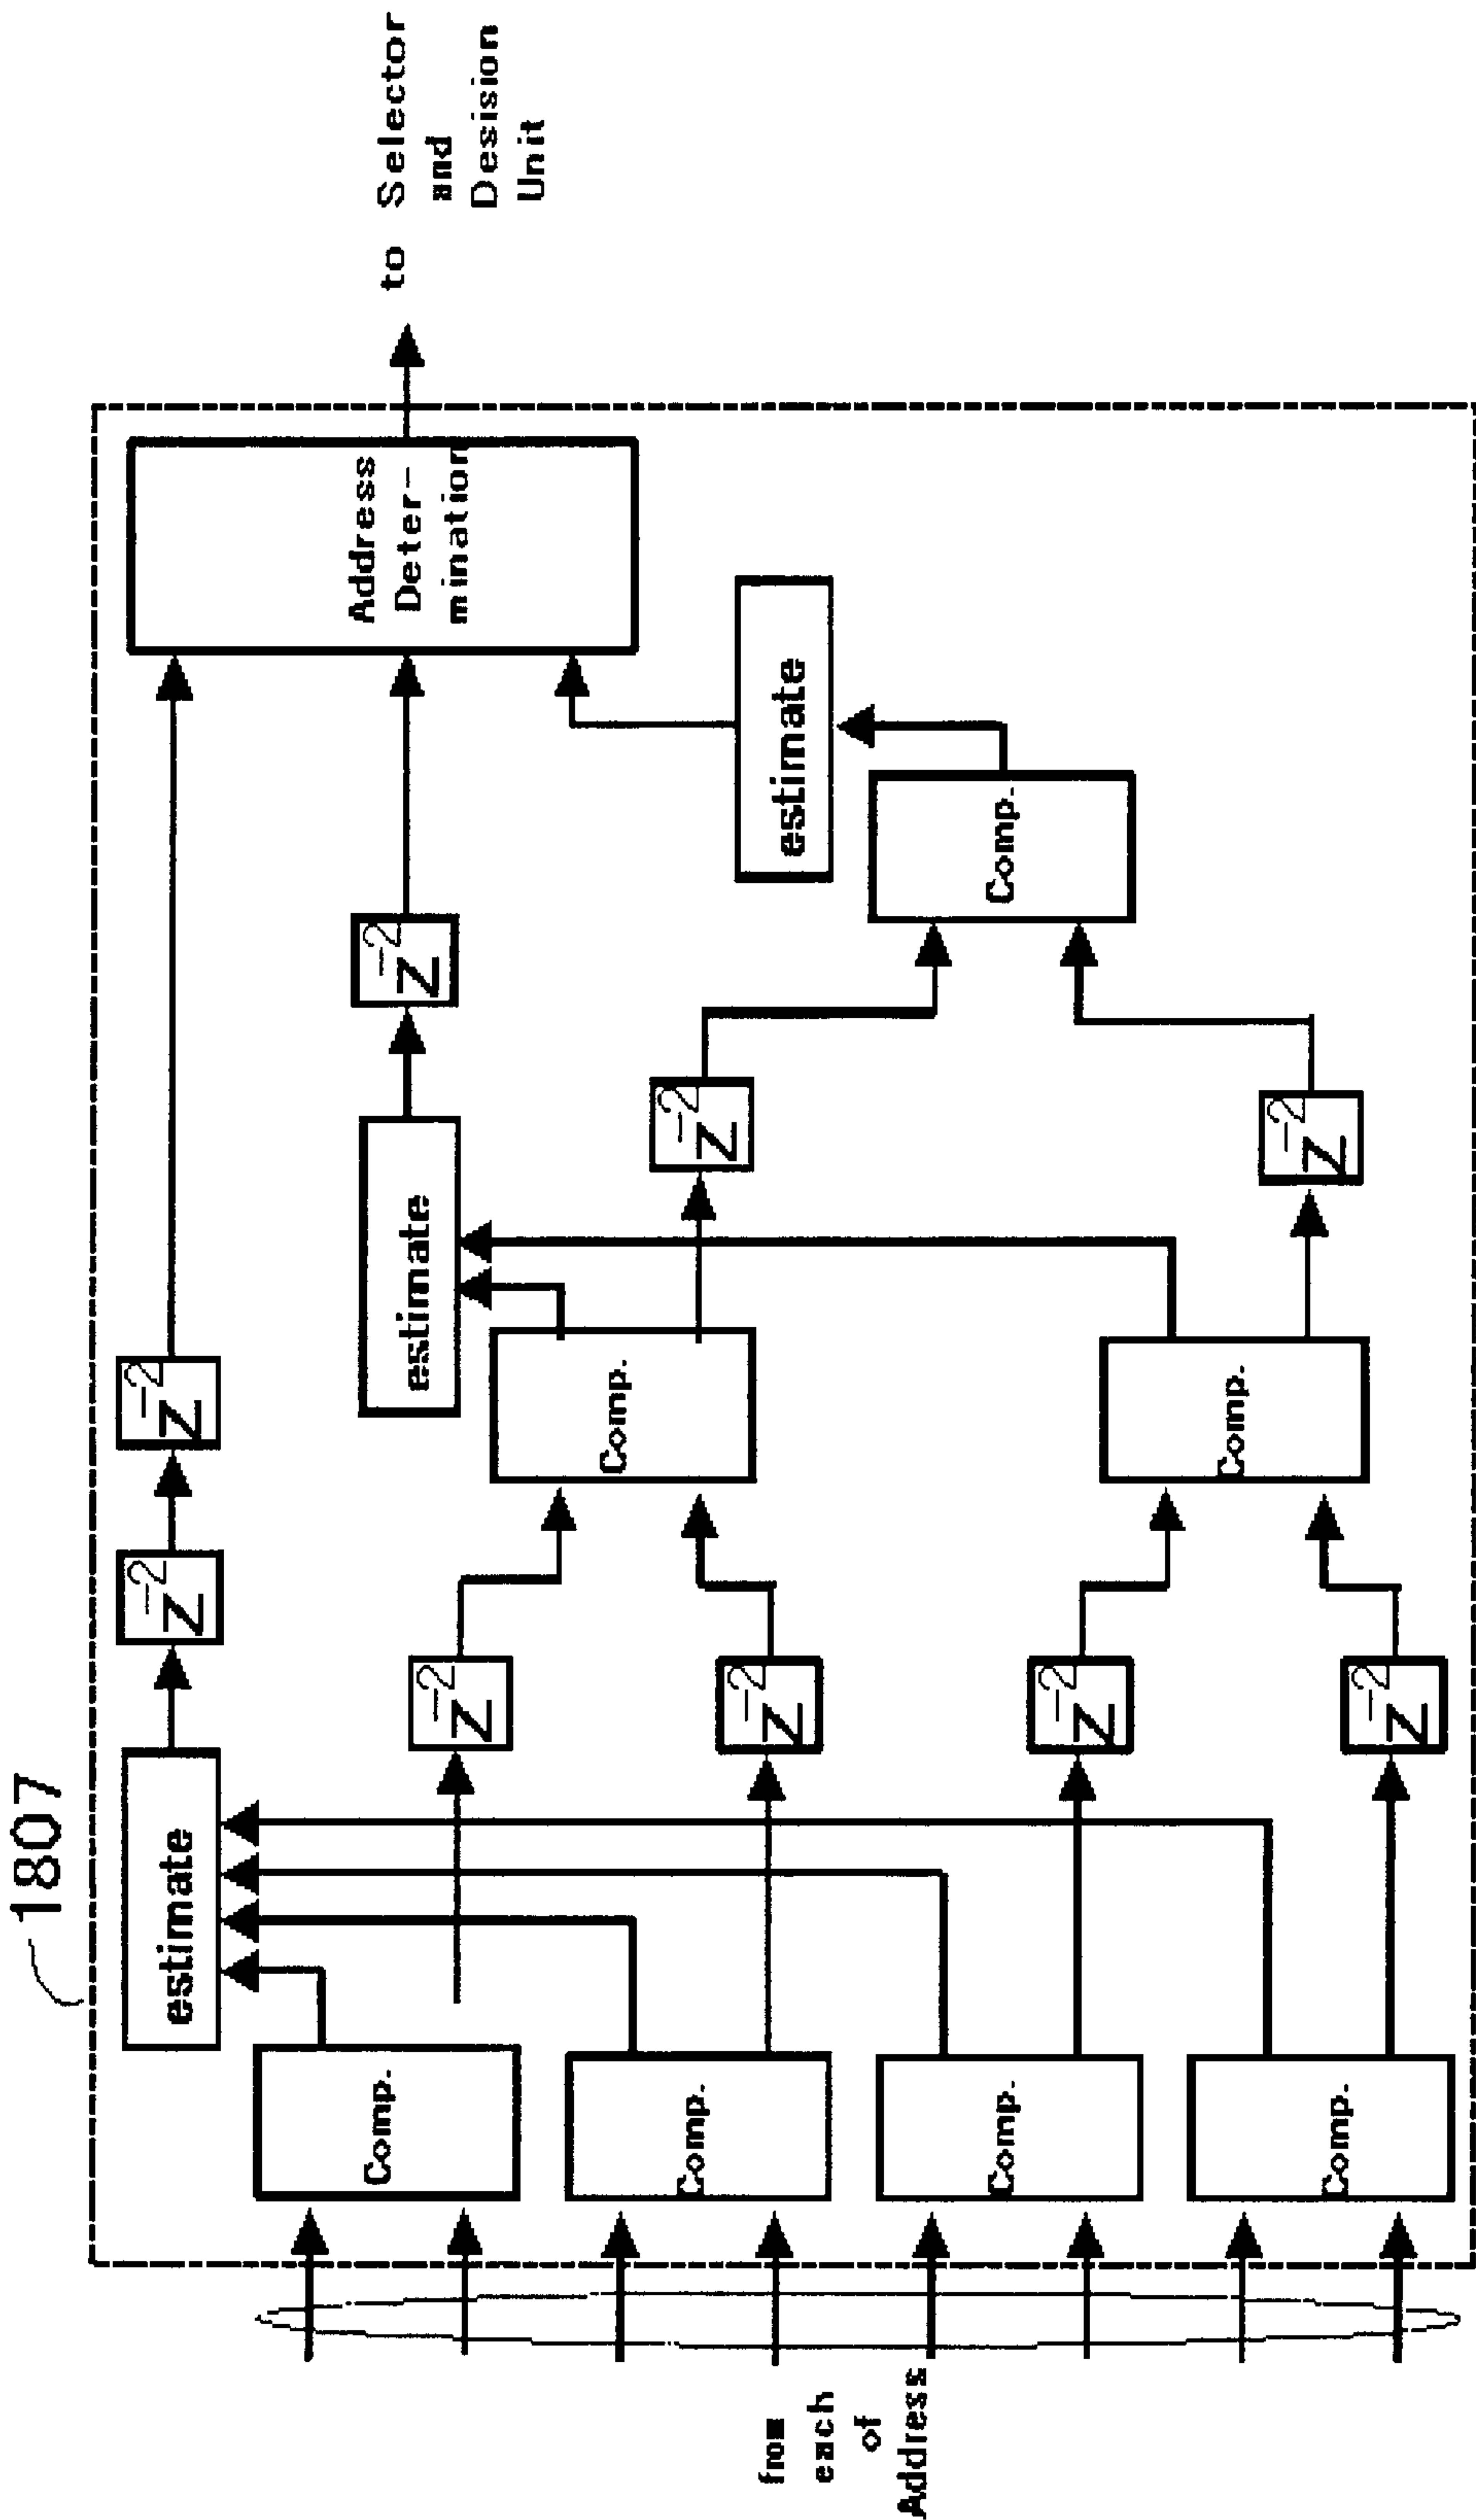 1807
to Selector
and
Desision
Unit
Address
Deter-
mination
estimate
estimate
estimate
Z⁻²
Z⁻²
Z⁻²
Z⁻²
Z⁻²
Z⁻²
Z⁻²
Z⁻²
Z⁻²
Comp.
Comp.
Comp.
Comp.
Comp.
Comp.
Comp.
from
each
of
Address